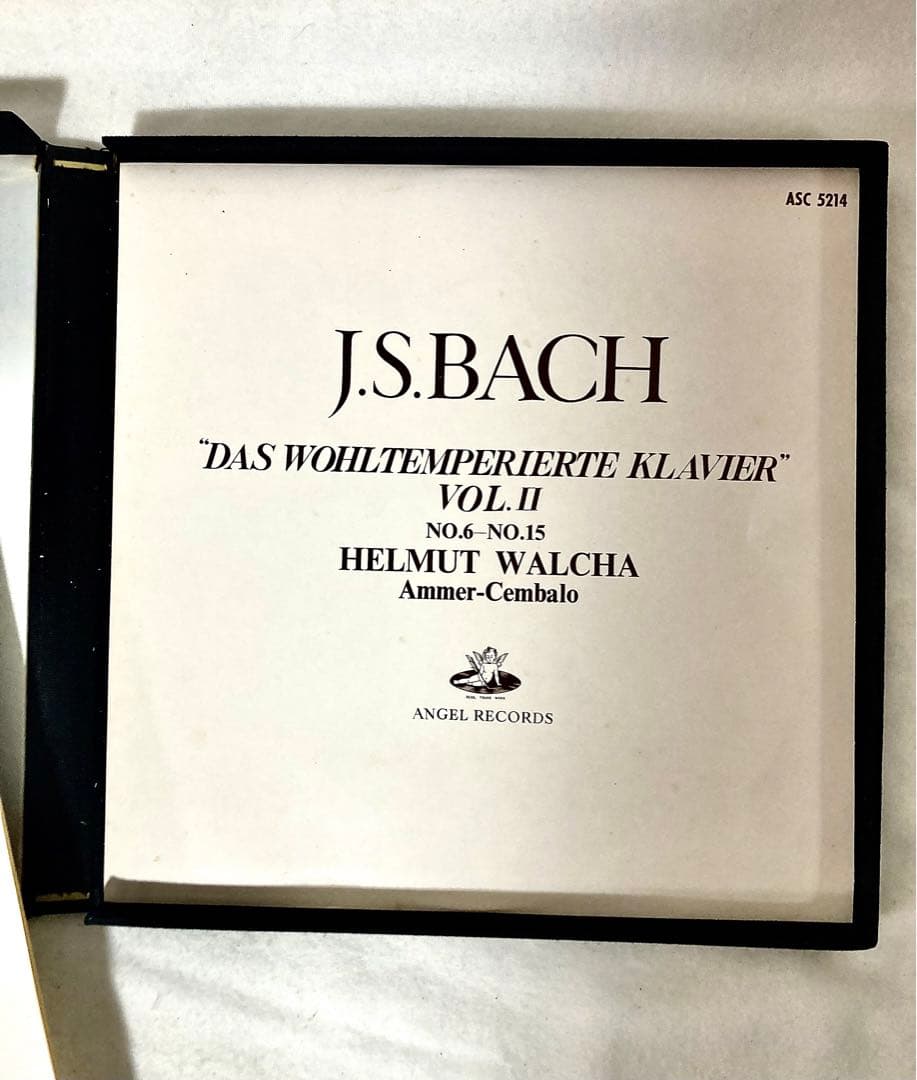 ASC 5214
J.S.BACH
“DAS WOHLTEMPERIERTE KLAVIER”
VOL. II
NO.6–NO.15
HELMUT WALCHA
Ammer-Cembalo
ANGEL RECORDS